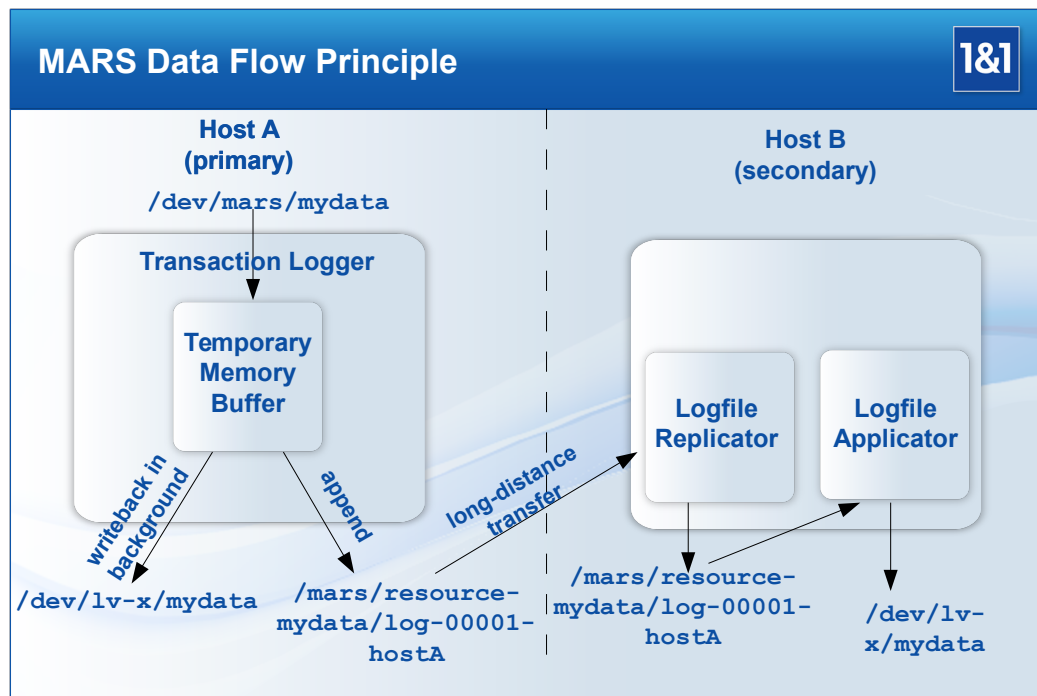 MARS Data Flow Principle
1&1
Host A
(primary)
/dev/mars/mydata
Transaction Logger
Temporary
Memory
Buffer
writeback in
background
append
/dev/lv-x/mydata
/mars/resource-
mydata/log-00001-
hostA
long-distance
transfer
Host B
(secondary)
Logfile
Replicator
Logfile
Applicator
/mars/resource-
mydata/log-00001-
hostA
/dev/lv-
x/mydata